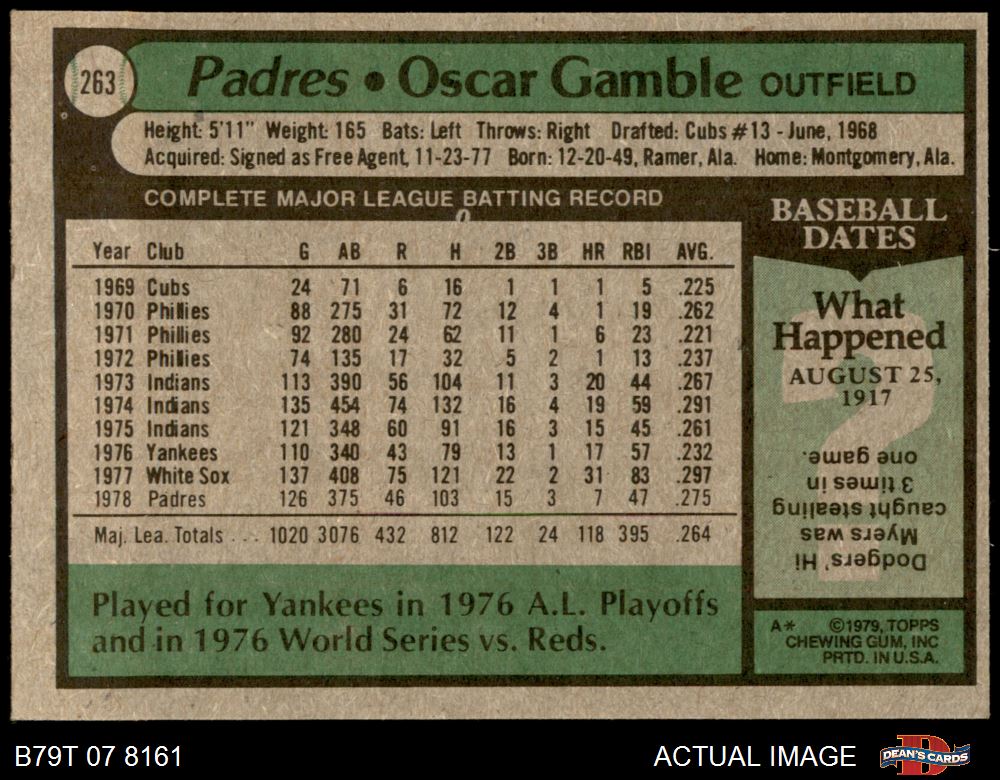 263
Padres • Oscar Gamble OUTFIELD
Height: 5'11" Weight: 165 Bats: Left Throws: Right Drafted: Cubs #13 - June, 1968
Acquired: Signed as Free Agent, 11-23-77 Born: 12-20-49, Ramer, Ala. Home: Montgomery, Ala.
COMPLETE MAJOR LEAGUE BATTING RECORD
Year Club G AB R H 2B 3B HR RBI AVG.
1969 Cubs 24 71 6 16 1 1 1 5 .225
1970 Phillies 88 275 31 72 12 4 1 19 .262
1971 Phillies 92 280 24 62 11 1 6 23 .221
1972 Phillies 74 135 17 32 5 2 1 13 .237
1973 Indians 113 390 56 104 11 3 20 44 .267
1974 Indians 135 454 74 132 16 4 19 59 .291
1975 Indians 121 348 60 91 16 3 15 45 .261
1976 Yankees 110 340 43 79 13 1 17 57 .232
1977 White Sox 137 408 75 121 22 2 31 83 .297
1978 Padres 126 375 46 103 15 3 7 47 .275
Maj. Lea. Totals ... 1020 3076 432 812 122 24 118 395 .264
Played for Yankees in 1976 A.L. Playoffs
and in 1976 World Series vs. Reds.
BASEBALL
DATES
What
Happened
AUGUST 25,
1917
Dodgers' Hi
Myers was
caught stealing
3 times in
one game.
A* ©1979, TOPPS
CHEWING GUM, INC
PRTD. IN U.S.A.
B79T 07 8161
ACTUAL IMAGE
DEAN'S CARDS